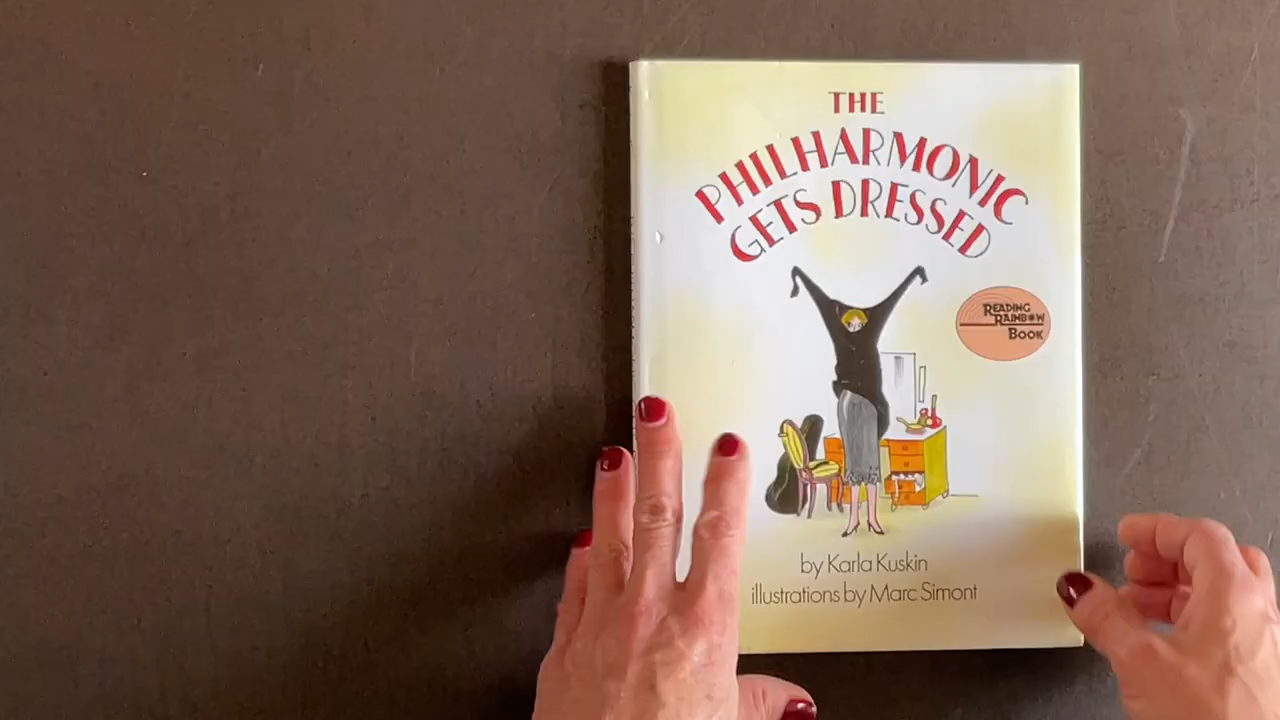 THE
PHILHARMONIC
GETS DRESSED
READING
RAINBOW
BOOK
by Karla Kuskin
illustrations by Marc Simont